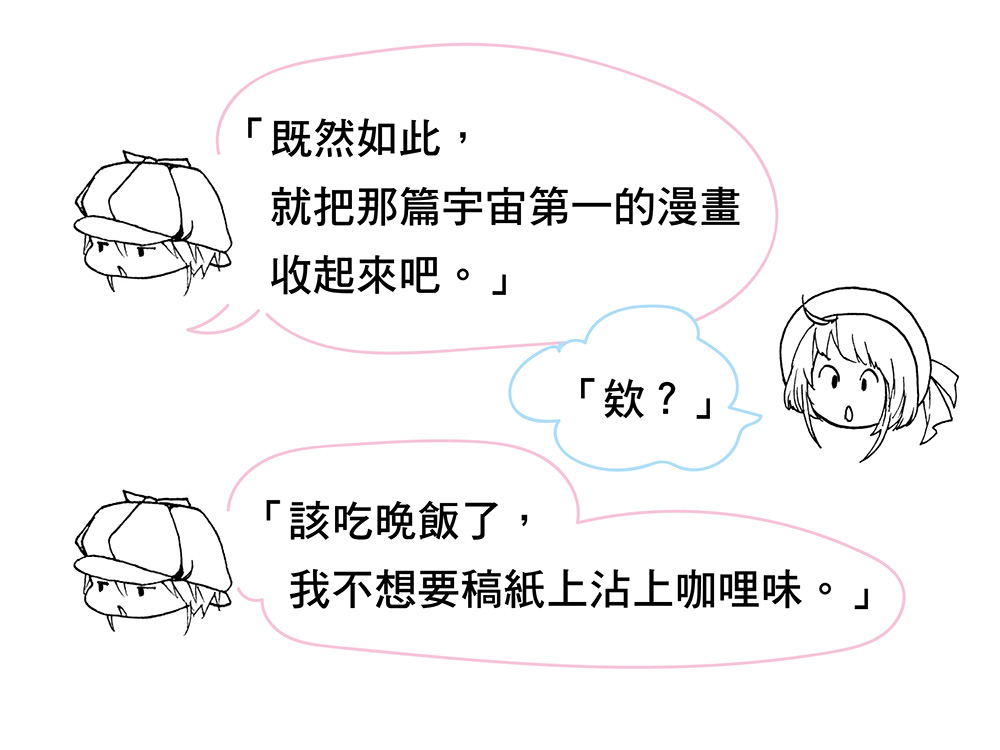 「既然如此，
就把那篇宇宙第一的漫畫
收起來吧。」
「欸？」
「該吃晚飯了，
我不想要稿紙上沾上咖哩味。」